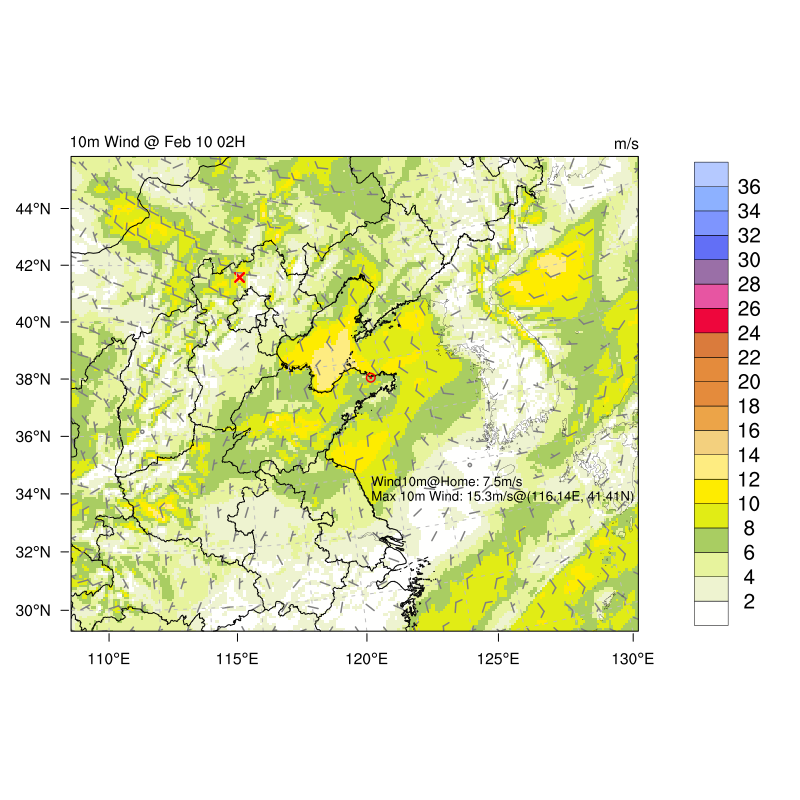 10m Wind @ Feb 10 02H
m/s
44°N
42°N
40°N
38°N
36°N
34°N
32°N
30°N
110°E
115°E
120°E
125°E
130°E
Wind10m@Home: 7.5m/s
Max 10m Wind: 15.3m/s@(116.14E, 41.41N)
36
34
32
30
28
26
24
22
20
18
16
14
12
10
8
6
4
2